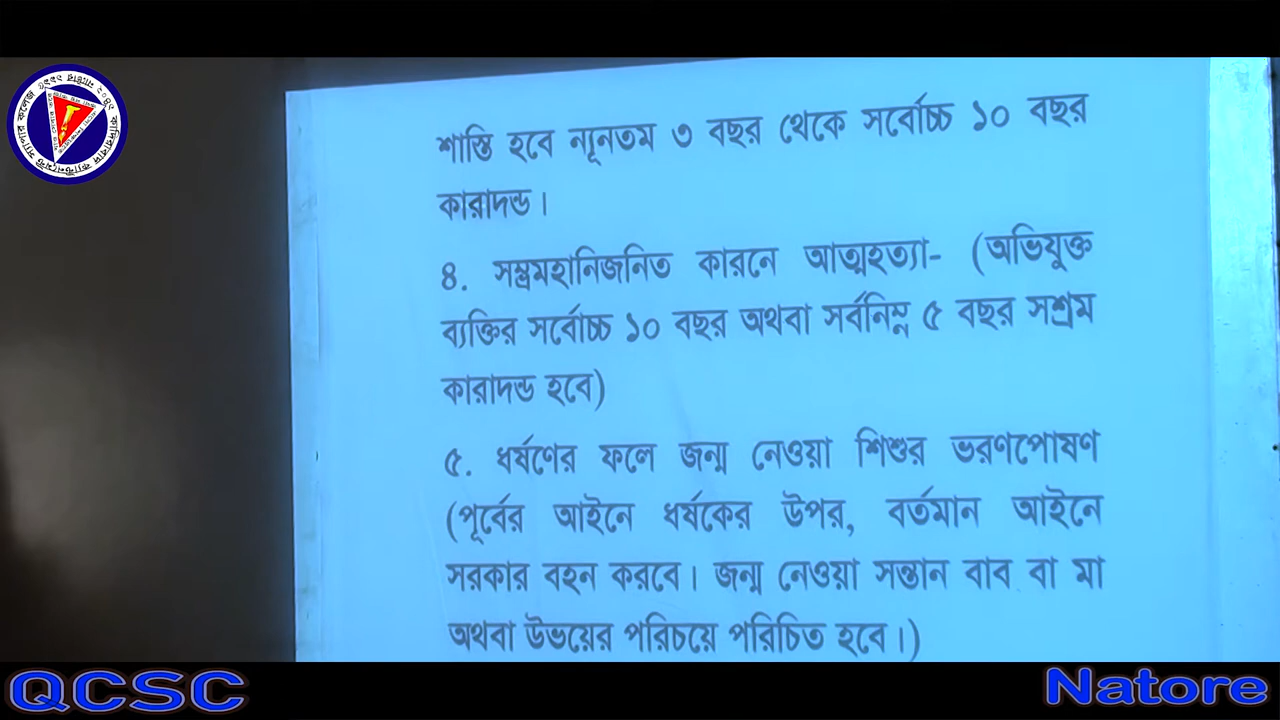 শাস্তি হবে ন্যূনতম ৩ বছর থেকে সর্বোচ্চ ১০ বছর
কারাদন্ড।
৪. সম্ভ্রমহানিজনিত কারনে আত্মহত্যা- (অভিযুক্ত
ব্যক্তির সর্বোচ্চ ১০ বছর অথবা সর্বনিম্ন ৫ বছর সশ্রম
কারাদন্ড হবে)
৫. ধর্ষণের ফলে জন্ম নেওয়া শিশুর ভরণপোষণ
(পূর্বের আইনে ধর্ষকের উপর, বর্তমান আইনে
সরকার বহন করবে। জন্ম নেওয়া সন্তান বাব বা মা
অথবা উভয়ের পরিচয়ে পরিচিত হবে।)
QCSC
Natore